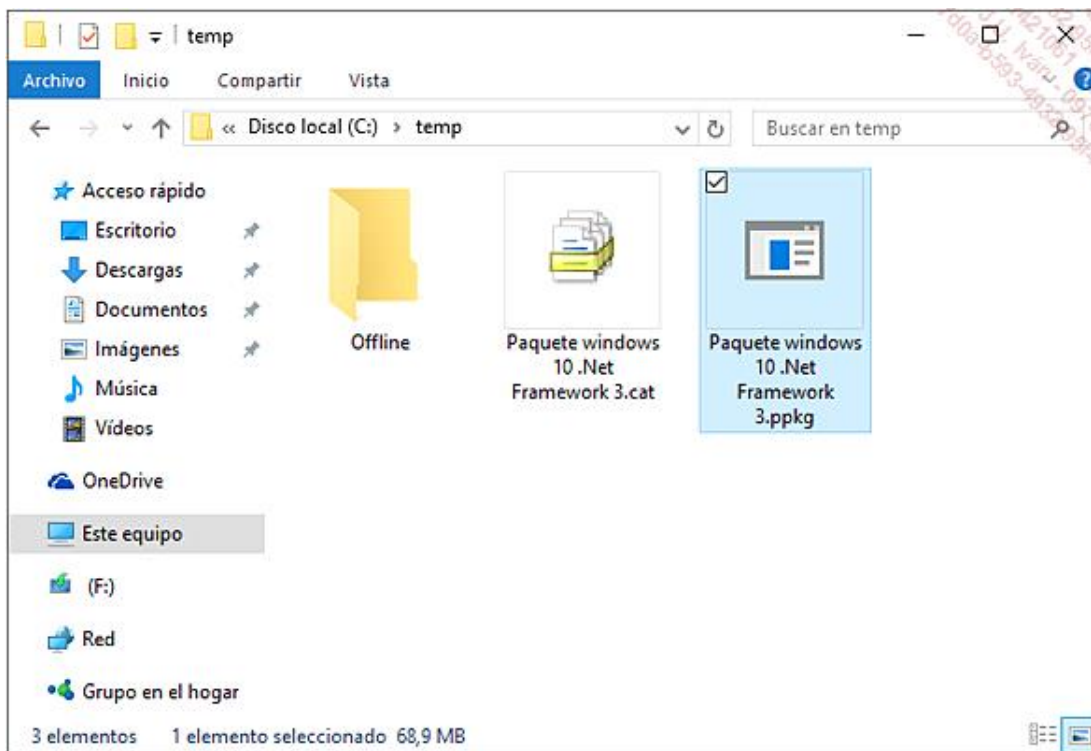 temp
Archivo Inicio Compartir Vista
« Disco local (C:) › temp
Buscar en temp
Acceso rápido
Escritorio
Descargas
Documentos
Imágenes
Música
Vídeos
OneDrive
Este equipo
(F:)
Red
Grupo en el hogar
Offline
Paquete windows
10 .Net
Framework 3.cat
Paquete windows
10 .Net
Framework
3.ppkg
3 elementos 1 elemento seleccionado 68,9 MB